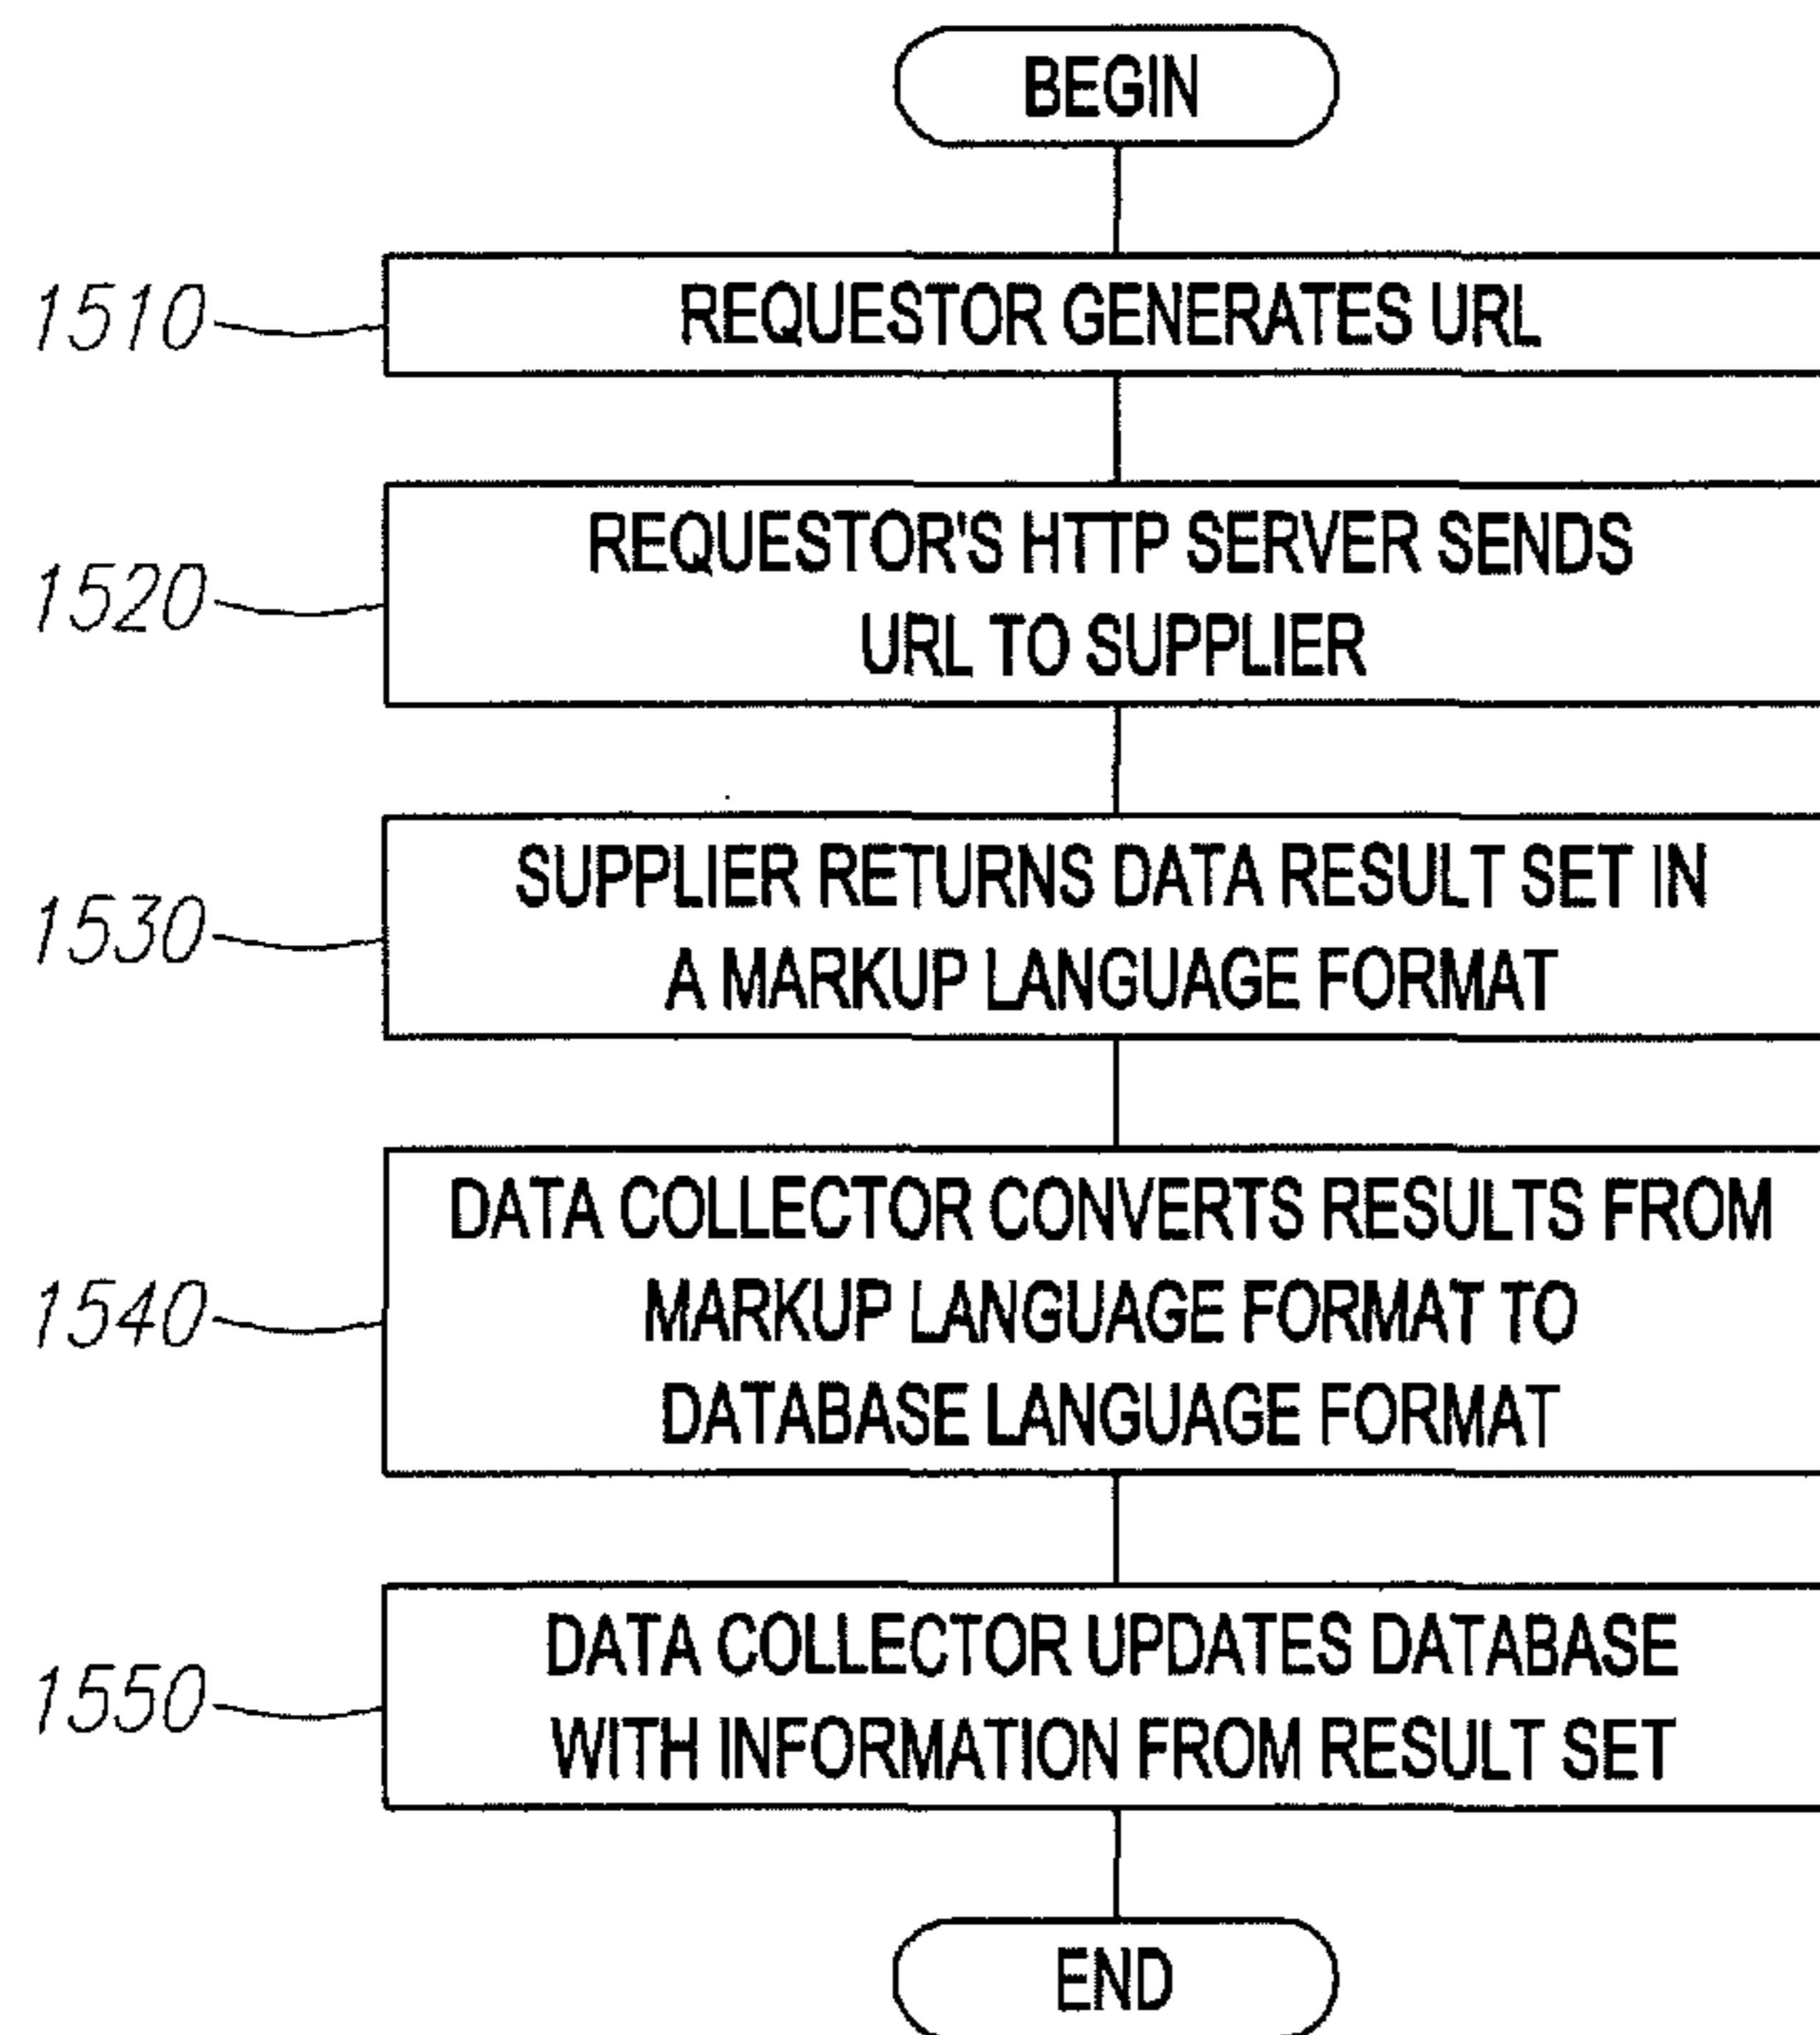 BEGIN
1510
REQUESTOR GENERATES URL
1520
REQUESTOR'S HTTP SERVER SENDS
URL TO SUPPLIER
1530
SUPPLIER RETURNS DATA RESULT SET IN
A MARKUP LANGUAGE FORMAT
1540
DATA COLLECTOR CONVERTS RESULTS FROM
MARKUP LANGUAGE FORMAT TO
DATABASE LANGUAGE FORMAT
1550
DATA COLLECTOR UPDATES DATABASE
WITH INFORMATION FROM RESULT SET
END